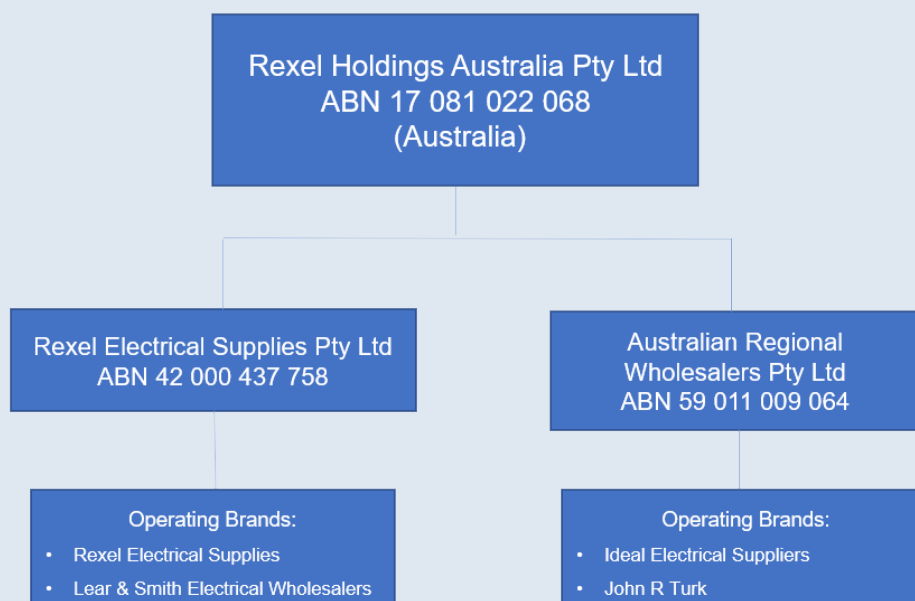 Rexel Holdings Australia Pty Ltd
ABN 17 081 022 068
(Australia)
Rexel Electrical Supplies Pty Ltd
ABN 42 000 437 758
Australian Regional
Wholesalers Pty Ltd
ABN 59 011 009 064
Operating Brands:
• Rexel Electrical Supplies
• Lear & Smith Electrical Wholesalers
Operating Brands:
• Ideal Electrical Suppliers
• John R Turk